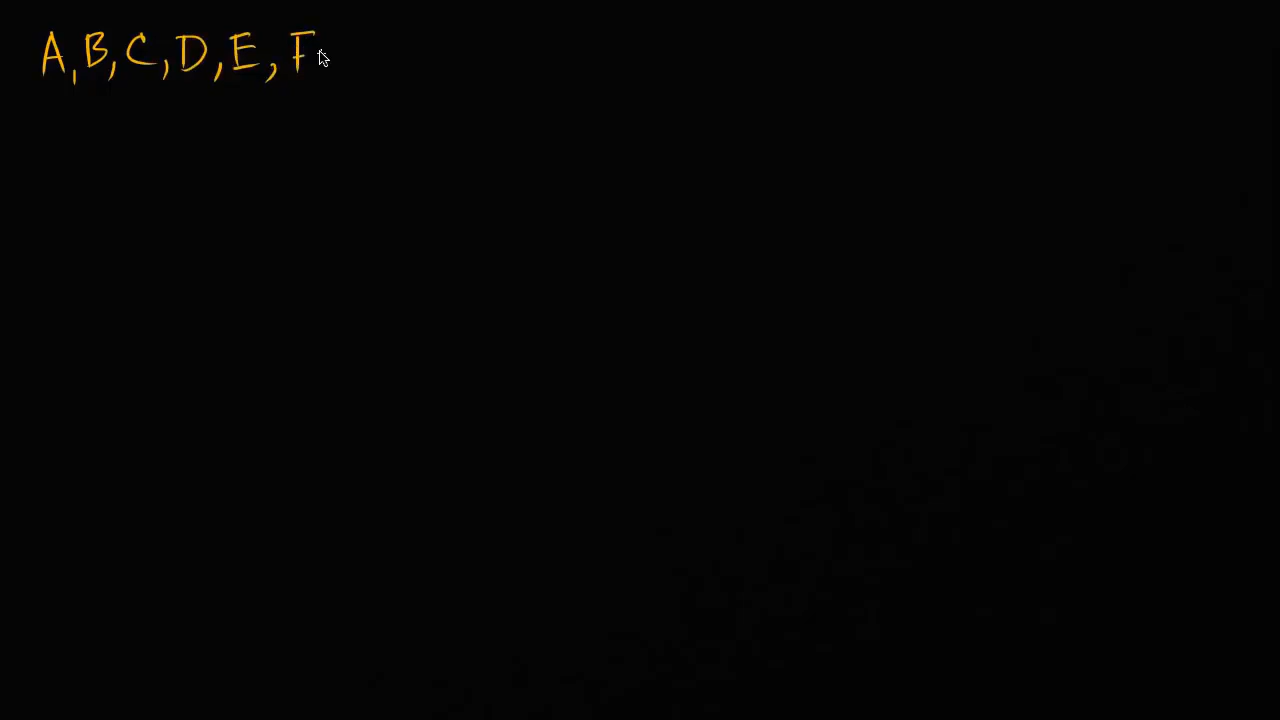 A, B, C, D, E, F